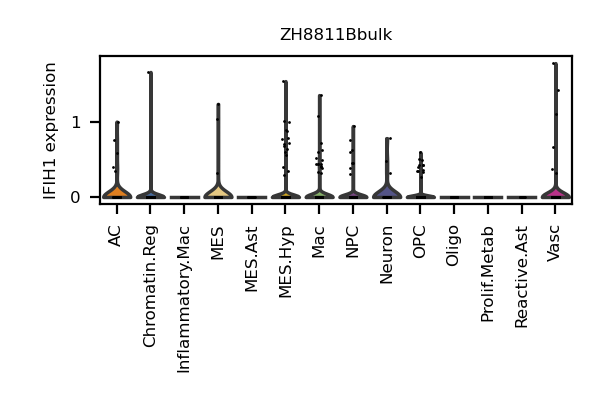 ZH8811Bbulk
IFIH1 expression
1
0
AC
Chromatin.Reg
Inflammatory.Mac
MES
MES.Ast
MES.Hyp
Mac
NPC
Neuron
OPC
Oligo
Prolif.Metab
Reactive.Ast
Vasc